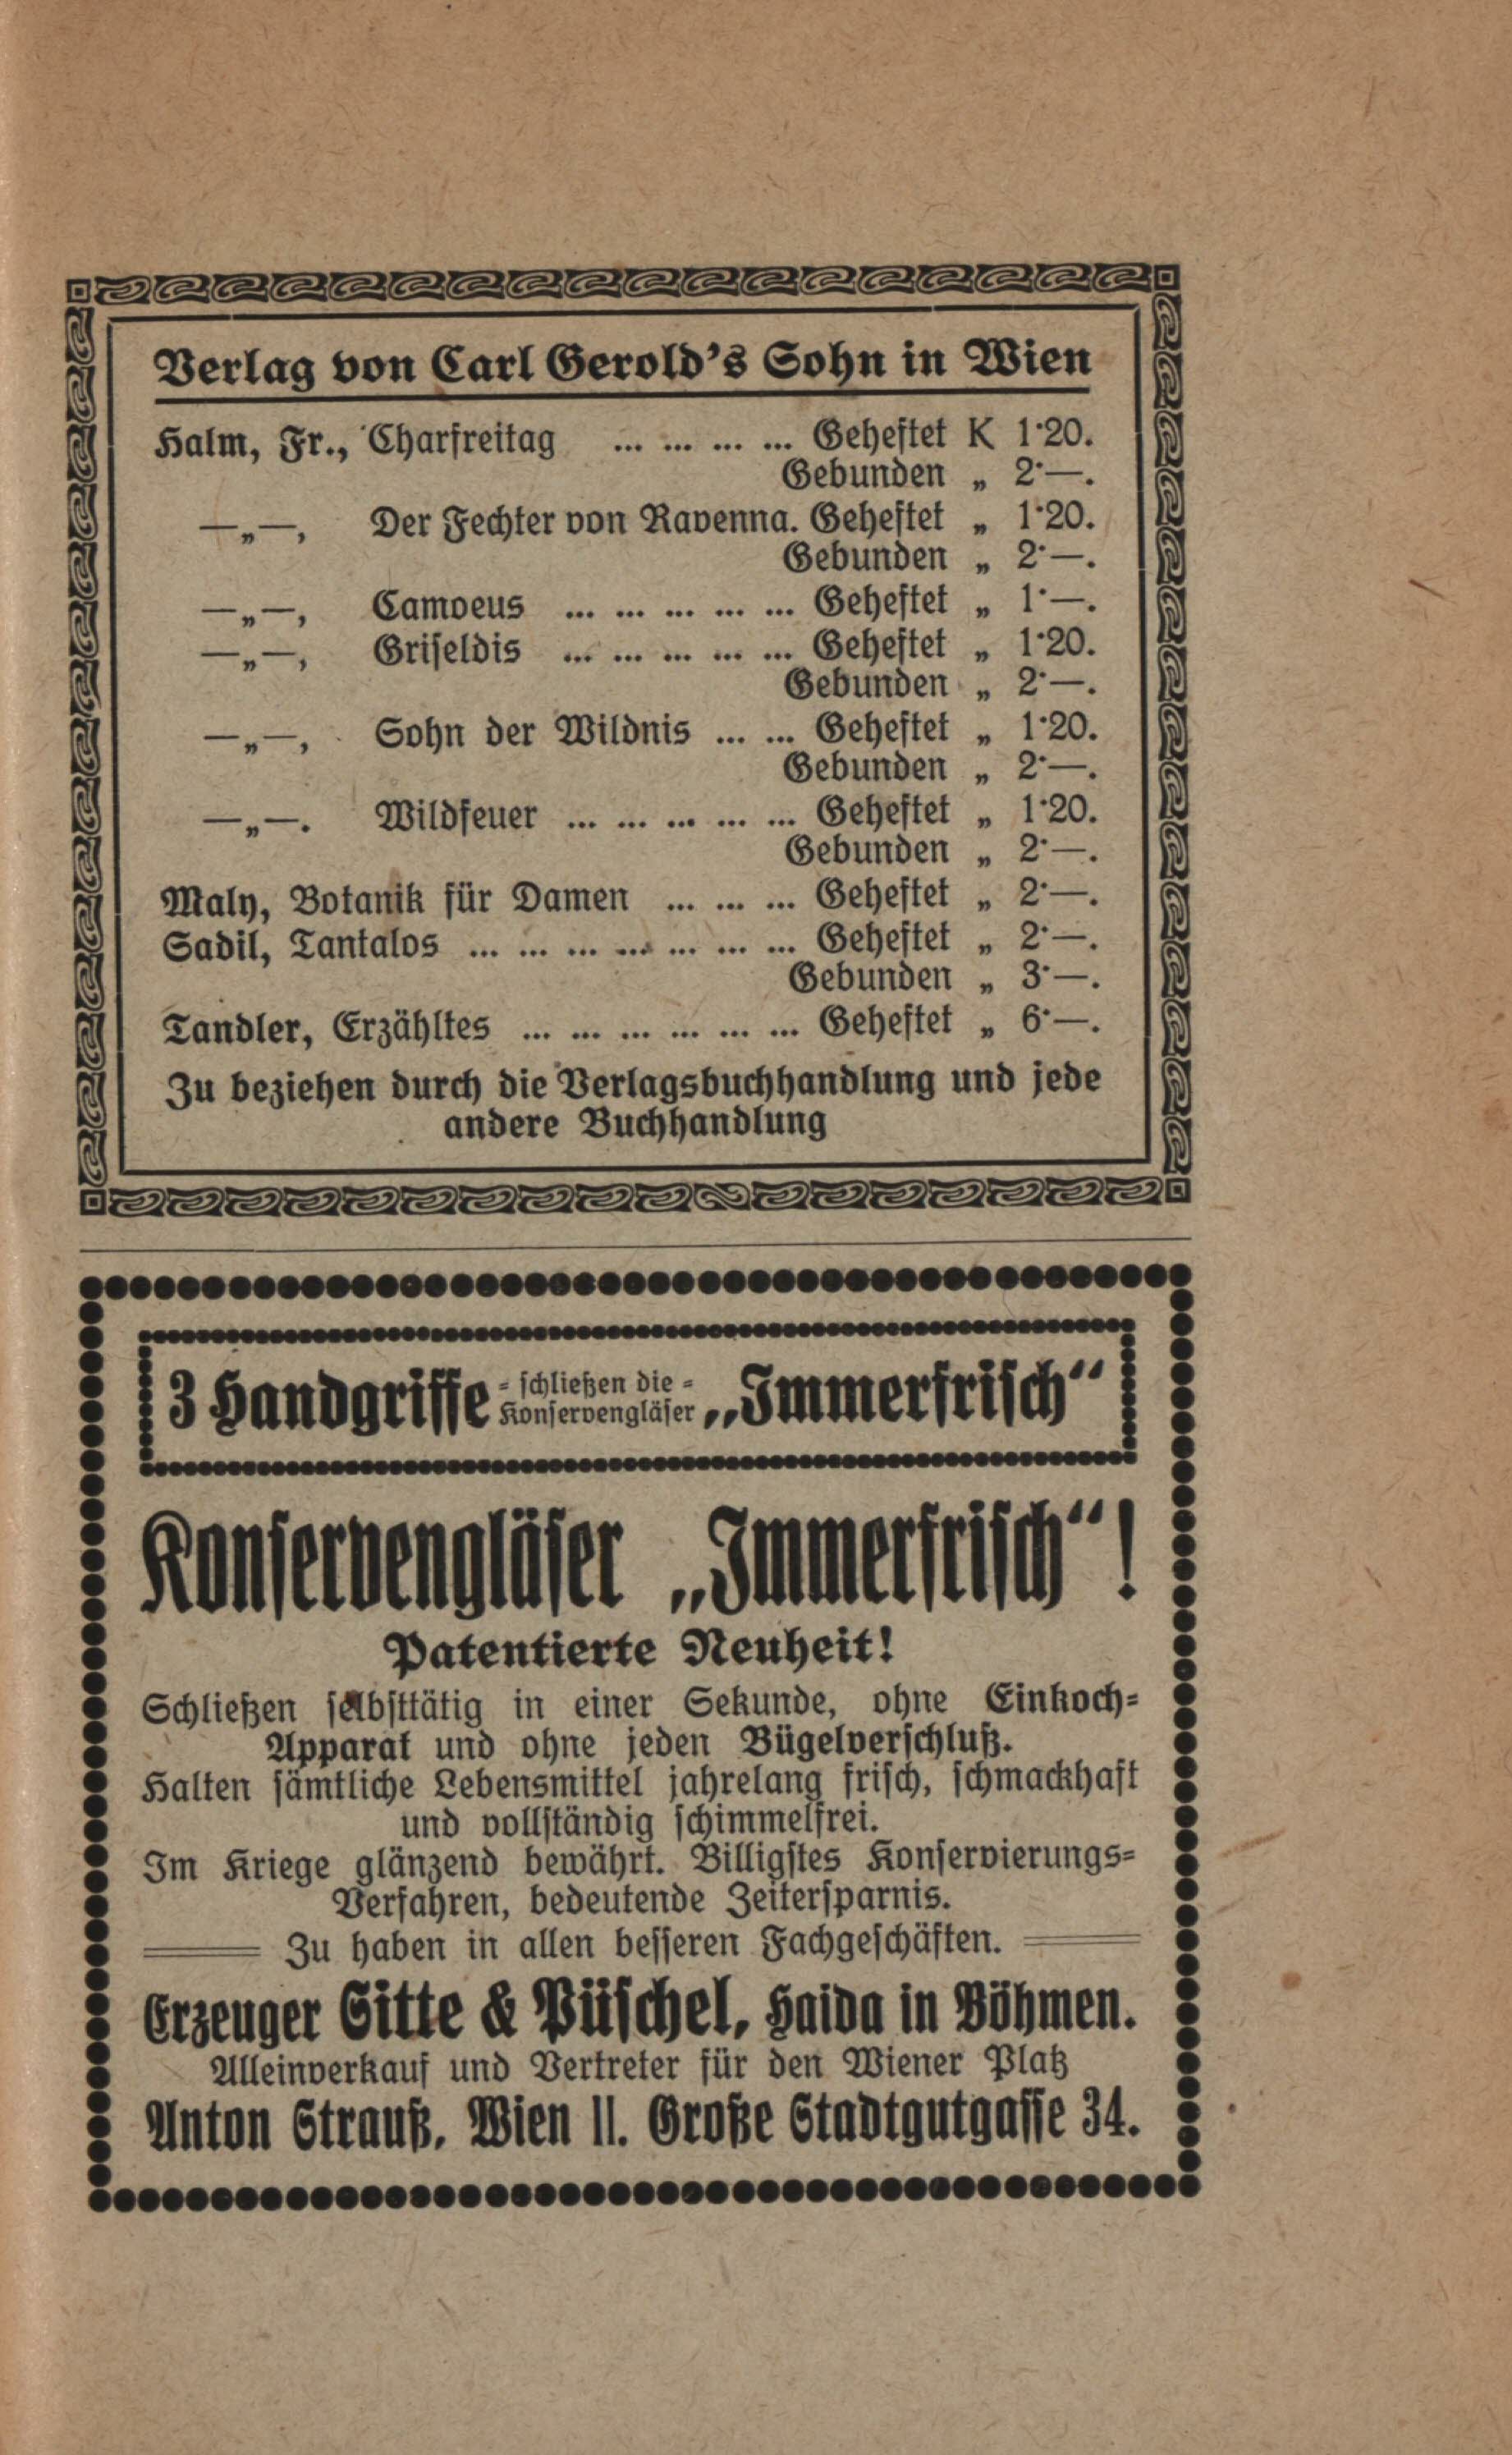 Verlag von Carl Gerold's Sohn in Wien
Halm, Fr., Charfreitag ... ... ... ... Geheftet K 1·20.
Gebunden „ 2·—.
—„—, Der Fechter von Ravenna. Geheftet „ 1·20.
Gebunden „ 2·—.
—„—, Camoeus ... ... ... ... ... Geheftet „ 1·—.
—„—, Griseldis ... ... ... ... ... Geheftet „ 1·20.
Gebunden „ 2·—.
—„—, Sohn der Wildnis ... ... Geheftet „ 1·20.
Gebunden „ 2·—.
—„—. Wildfeuer ... ... ... ... ... Geheftet „ 1·20.
Gebunden „ 2·—.
Maly, Botanik für Damen ... ... ... Geheftet „ 2·—.
Sadil, Tantalos ... ... ... ... ... ... ... Geheftet „ 2·—.
Gebunden „ 3·—.
Tandler, Erzähltes ... ... ... ... ... ... Geheftet „ 6·—.
Zu beziehen durch die Verlagsbuchhandlung und jede
andere Buchhandlung
3 Handgriffe - schließen die - Konservengläser „Immerfrisch“
Konservengläser „Immerfrisch“!
Patentierte Neuheit!
Schließen selbsttätig in einer Sekunde, ohne Einkoch-
Apparat und ohne jeden Bügelverschluß.
Halten sämtliche Lebensmittel jahrelang frisch, schmackhaft
und vollständig schimmelfrei.
Im Kriege glänzend bewährt. Billigstes Konservierungs-
Verfahren, bedeutende Zeitersparnis.
Zu haben in allen besseren Fachgeschäften.
Erzeuger Sitte & Püschel, Haida in Böhmen.
Alleinverkauf und Vertreter für den Wiener Platz
Anton Strauß, Wien II. Große Stadtgutgasse 34.